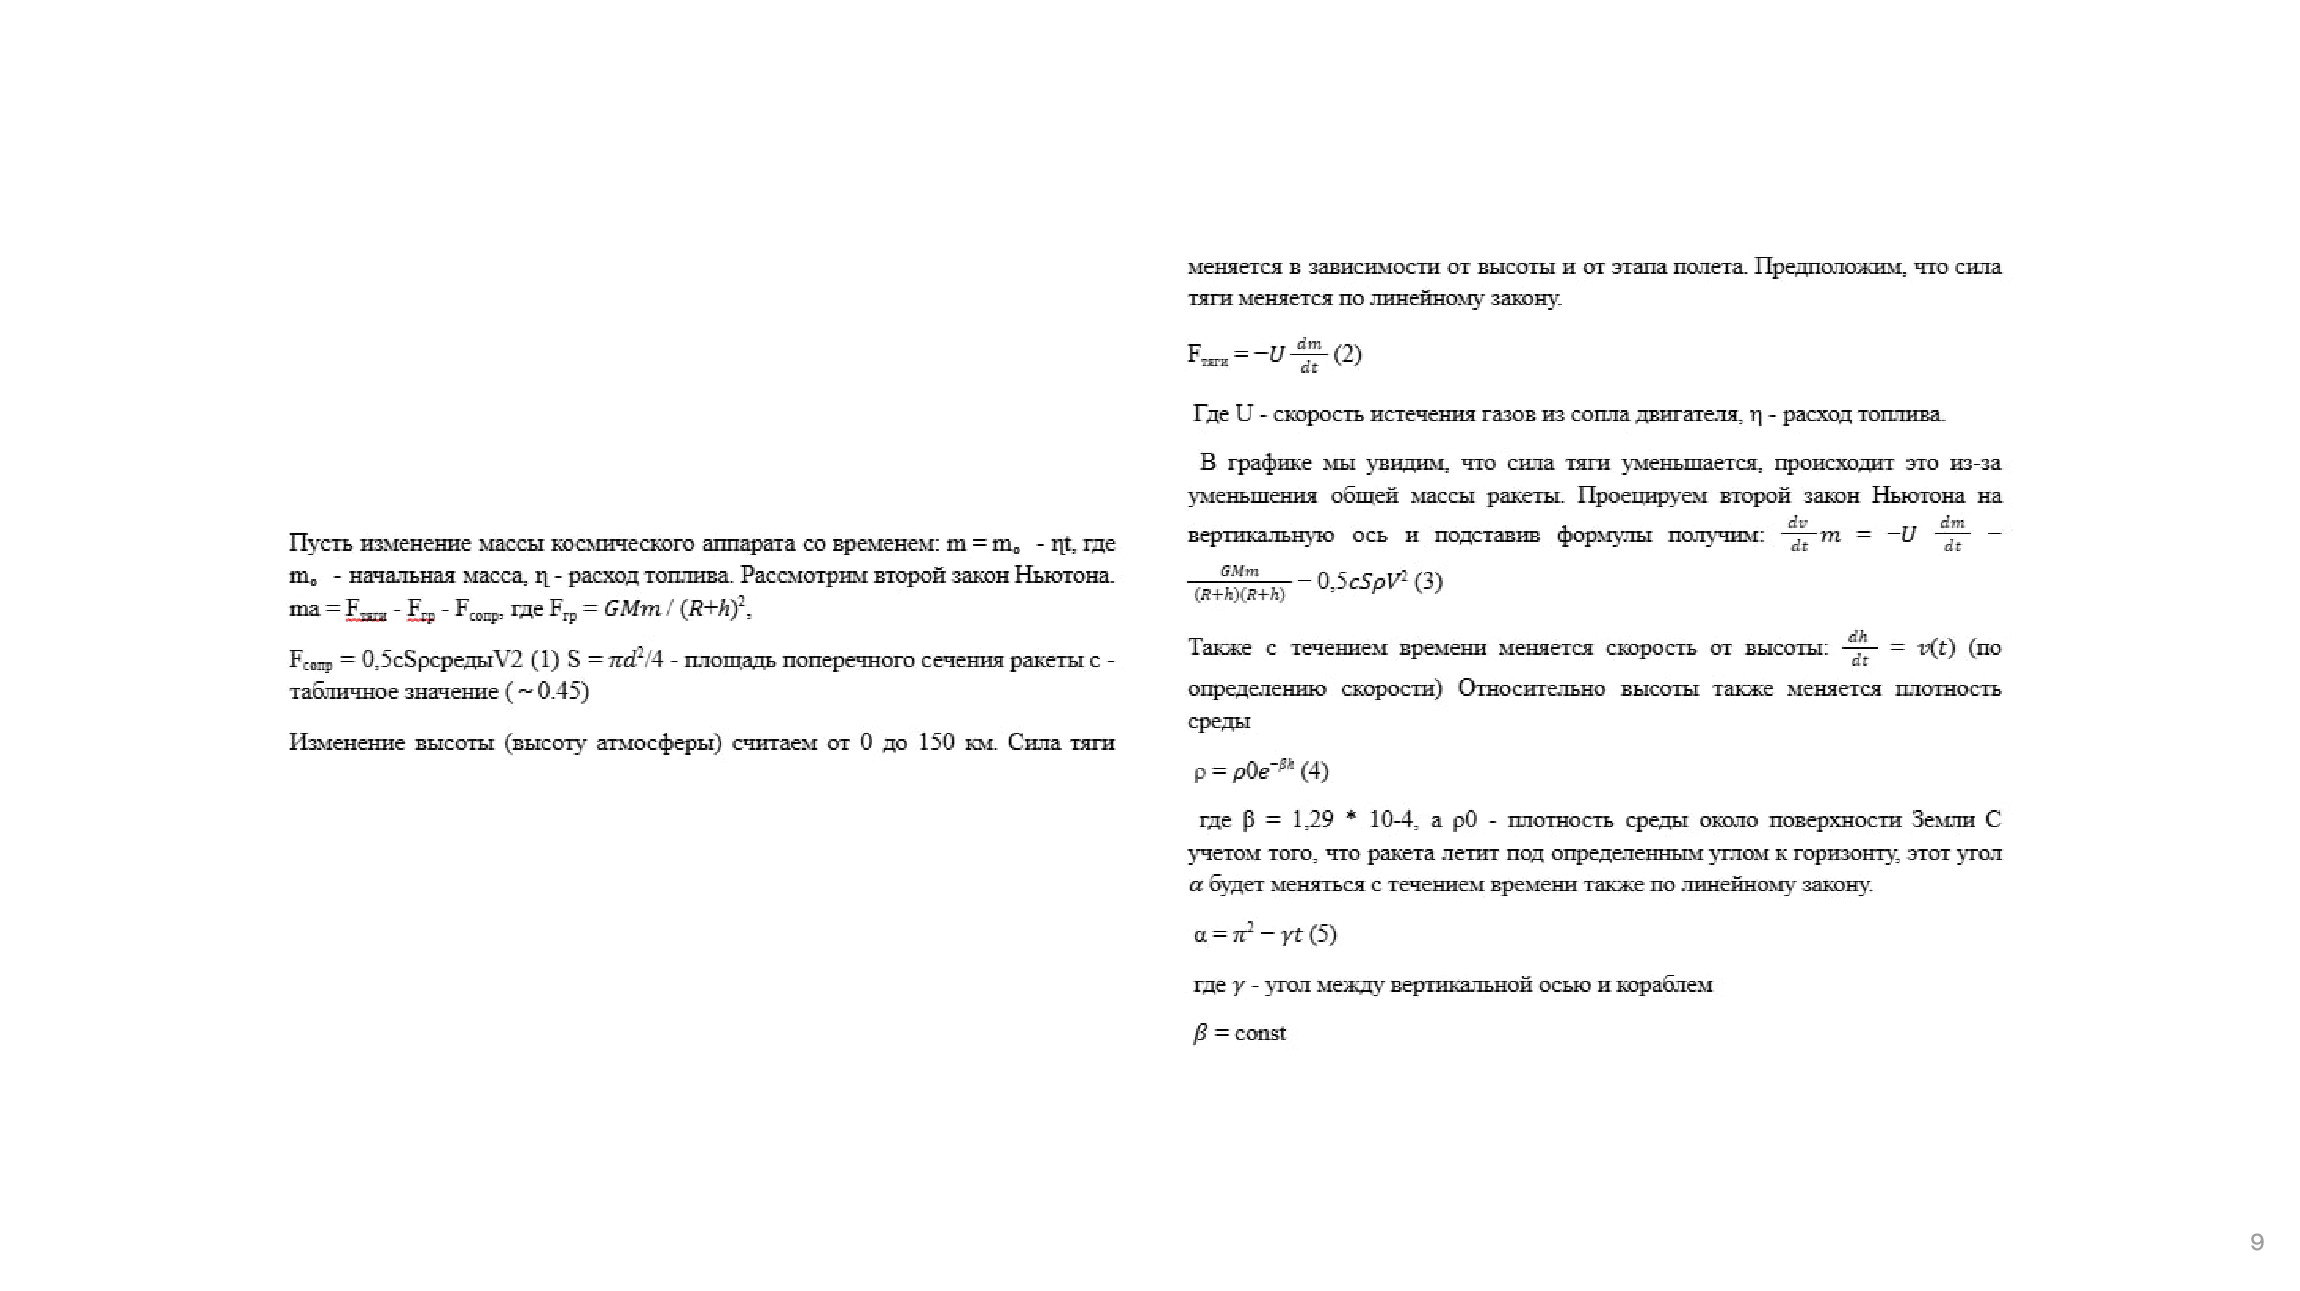 Пусть изменение массы космического аппарата со временем: m = m₀ - ηt, где
m₀ - начальная масса, η - расход топлива. Рассмотрим второй закон Ньютона.
ma = Fтяги - Fгр - Fсопр, где Fгр = GMm / (R+h)²,
Fсопр = 0,5cSρсредыV2 (1) S = πd²/4 - площадь поперечного сечения ракеты с -
табличное значение ( ~ 0.45)
Изменение высоты (высоту атмосферы) считаем от 0 до 150 км. Сила тяги
меняется в зависимости от высоты и от этапа полета. Предположим, что сила
тяги меняется по линейному закону.
Fтяги = −U dm/dt (2)
Где U - скорость истечения газов из сопла двигателя, η - расход топлива.
В графике мы увидим, что сила тяги уменьшается, происходит это из-за
уменьшения общей массы ракеты. Проецируем второй закон Ньютона на
вертикальную ось и подставив формулы получим: dv/dt m = −U dm/dt −
GMm/((R+h)(R+h)) − 0,5cSρV² (3)
Также с течением времени меняется скорость от высоты: dh/dt = v(t) (по
определению скорости) Относительно высоты также меняется плотность
среды
ρ = ρ0e^−βh (4)
где β = 1,29 * 10-4, а ρ0 - плотность среды около поверхности Земли С
учетом того, что ракета летит под определенным углом к горизонту, этот угол
α будет меняться с течением времени также по линейному закону.
α = π² − γt (5)
где γ - угол между вертикальной осью и кораблем
β = const
9